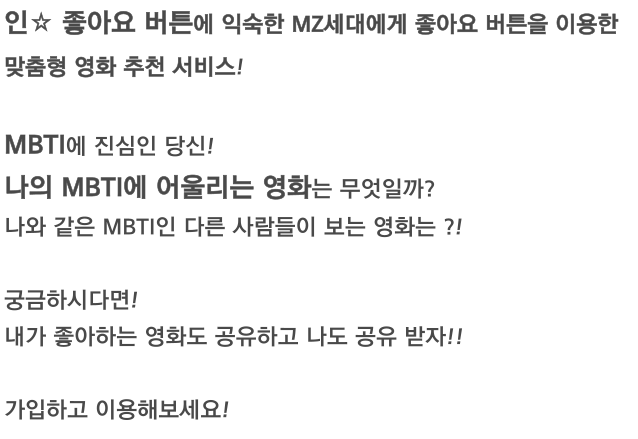 인☆ 좋아요 버튼에 익숙한 MZ세대에게 좋아요 버튼을 이용한
맞춤형 영화 추천 서비스!
MBTI에 진심인 당신!
나의 MBTI에 어울리는 영화는 무엇일까?
나와 같은 MBTI인 다른 사람들이 보는 영화는 ?!
궁금하시다면!
내가 좋아하는 영화도 공유하고 나도 공유 받자!!
가입하고 이용해보세요!